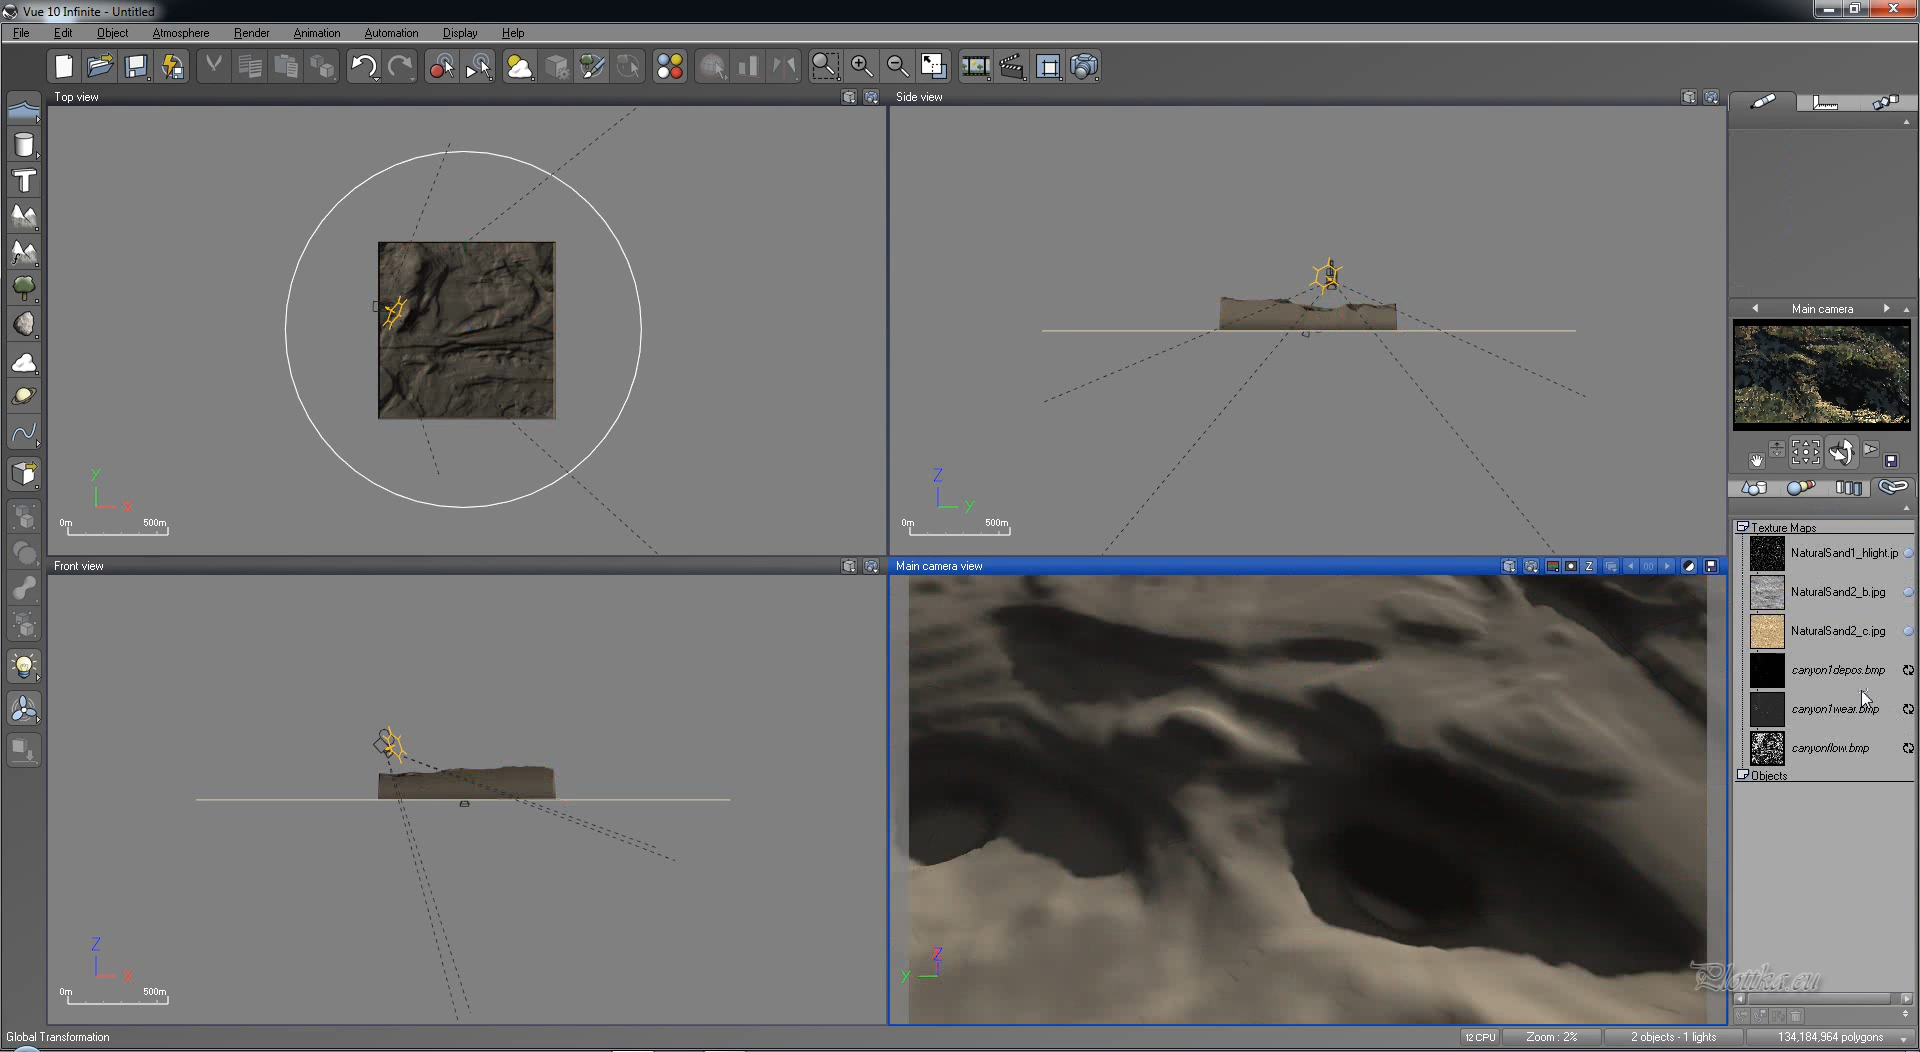 Vue 10 Infinite - Untitled
File Edit Object Atmosphere Render Animation Automation Display Help
Top view
Side view
Y
X
0m 500m
Z
Y
0m 500m
Main camera
Texture Maps
NaturalSand1_hlight.jp
NaturalSand2_b.jpg
NaturalSand2_c.jpg
canyon1depos.bmp
canyon1wear.bmp
canyonflow.bmp
Objects
Front view
Main camera view
Z
00
Z
X
0m 500m
Z
Y
Plottka.eu
Global Transformation
12 CPU
Zoom : 2%
2 objects - 1 lights
134,184,964 polygons